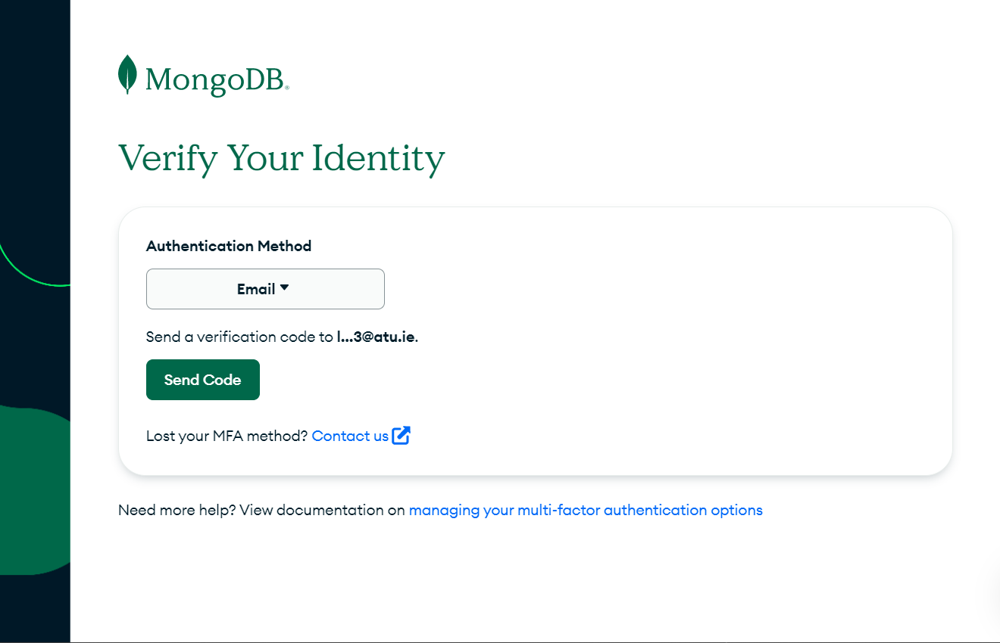 MongoDB®
Verify Your Identity
Authentication Method
Email
Send a verification code to l...3@atu.ie.
Send Code
Lost your MFA method? Contact us
Need more help? View documentation on managing your multi-factor authentication options